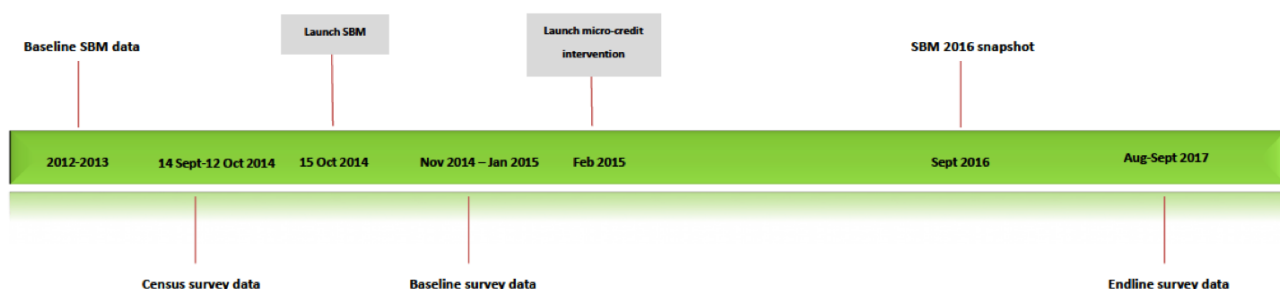 Launch SBM
Launch micro-credit
intervention
Baseline SBM data
SBM 2016 snapshot
2012-2013
14 Sept-12 Oct 2014
15 Oct 2014
Nov 2014 – Jan 2015
Feb 2015
Sept 2016
Aug-Sept 2017
Census survey data
Baseline survey data
Endline survey data